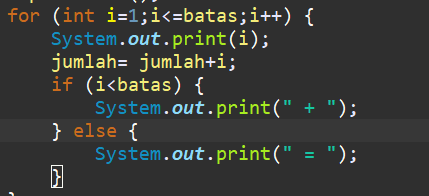 for (int i=1;i<=batas;i++) {
System.out.print(i);
jumlah= jumlah+i;
if (i<batas) {
System.out.print(" + ");
} else {
System.out.print(" = ");
}